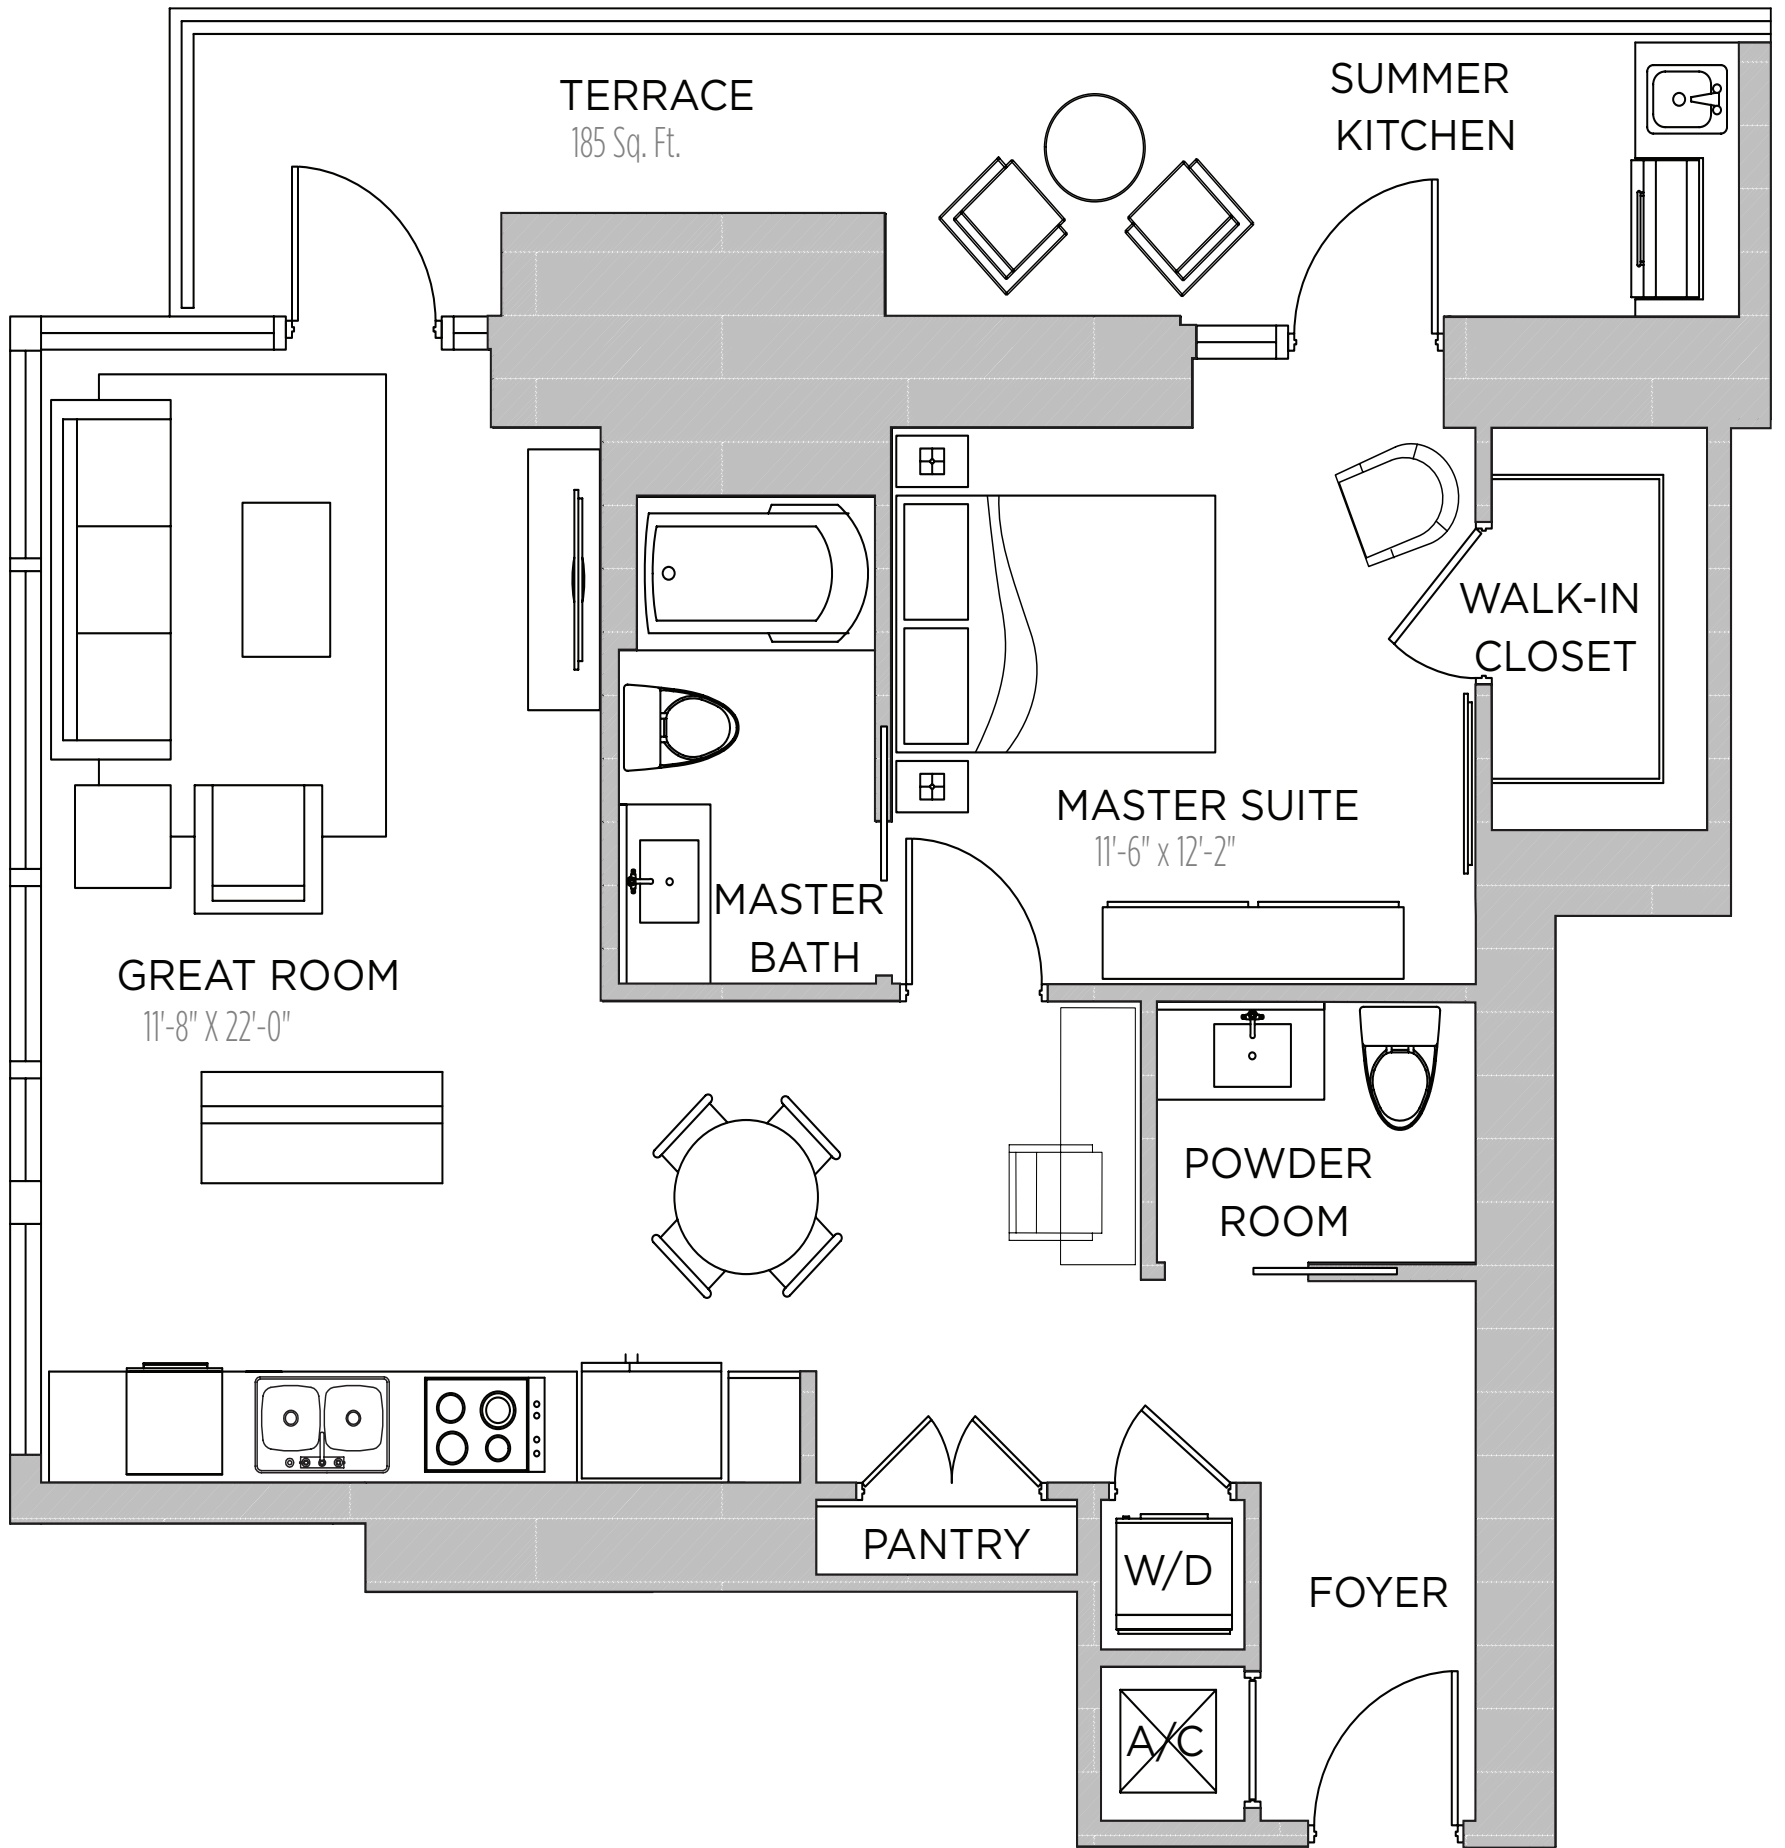 TERRACE
185 Sq. Ft.
SUMMER
KITCHEN
WALK-IN
CLOSET
MASTER SUITE
11'-6" x 12'-2"
MASTER
BATH
GREAT ROOM
11'-8" X 22'-0"
POWDER
ROOM
PANTRY
W/D
FOYER
A/C